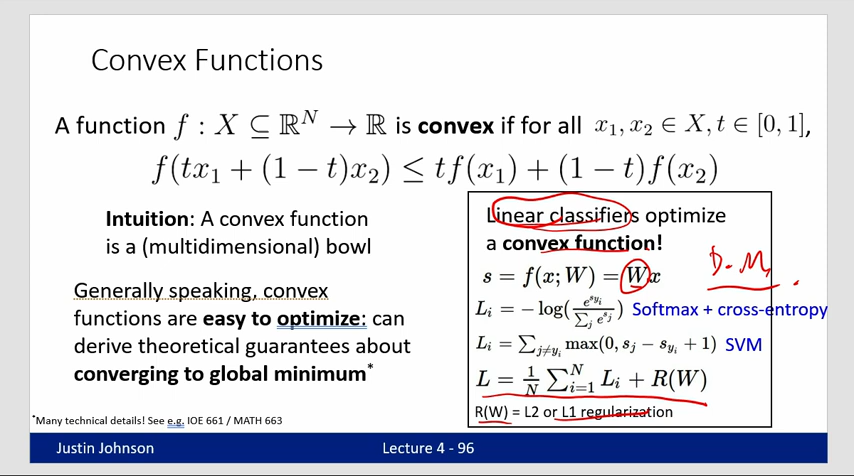 Convex Functions
A function f : X ⊆ ℝ^N → ℝ is convex if for all x₁, x₂ ∈ X, t ∈ [0, 1],
f(tx₁ + (1 − t)x₂) ≤ tf(x₁) + (1 − t)f(x₂)
Intuition: A convex function
is a (multidimensional) bowl
Generally speaking, convex
functions are easy to optimize: can
derive theoretical guarantees about
converging to global minimum*
*Many technical details! See e.g. IOE 661 / MATH 663
Linear classifiers optimize
a convex function!
s = f(x; W) = Wx
L_i = − log(e^{s_{y_i}} / ∑_j e^{s_j}) Softmax + cross-entropy
L_i = ∑_{j≠y_i} max(0, s_j − s_{y_i} + 1) SVM
L = 1/N ∑_{i=1}^N L_i + R(W)
R(W) = L2 or L1 regularization
Justin Johnson
Lecture 4 - 96